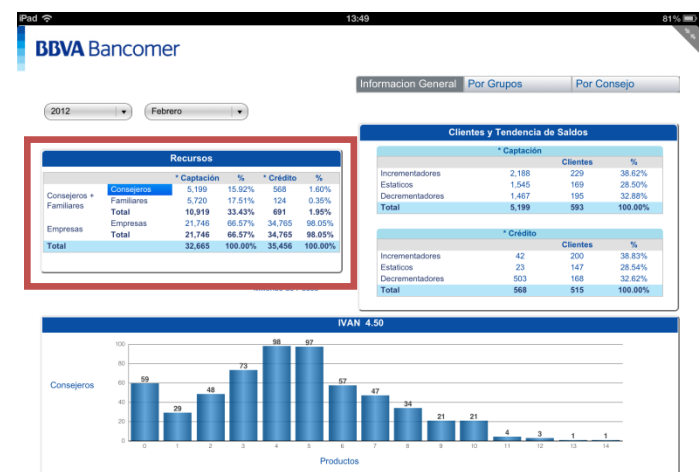 iPad 13:49 81%
BBVA Bancomer
Informacion General Por Grupos Por Consejo
2012 Febrero
Recursos
* Captación % * Crédito %
Consejeros + Familiares
Consejeros 5,199 15.92% 568 1.60%
Familiares 5,720 17.51% 124 0.35%
Total 10,919 33.43% 691 1.95%
Empresas
Empresas 21,746 66.57% 34,765 98.05%
Total 21,746 66.57% 34,765 98.05%
Total 32,665 100.00% 35,456 100.00%
Clientes y Tendencia de Saldos
* Captación
Clientes %
Incrementadores 2,188 229 38.62%
Estaticos 1,545 169 28.50%
Decrementadores 1,467 195 32.88%
Total 5,199 593 100.00%
* Crédito
Clientes %
Incrementadores 42 200 38.83%
Estaticos 23 147 28.54%
Decrementadores 503 168 32.62%
Total 568 515 100.00%
IVAN 4.50
Consejeros
100
80
60
40
20
0
59 29 48 73 98 97 57 47 34 21 21 4 3 1 1
0 1 2 3 4 5 6 7 8 9 10 11 12 13 14
Productos